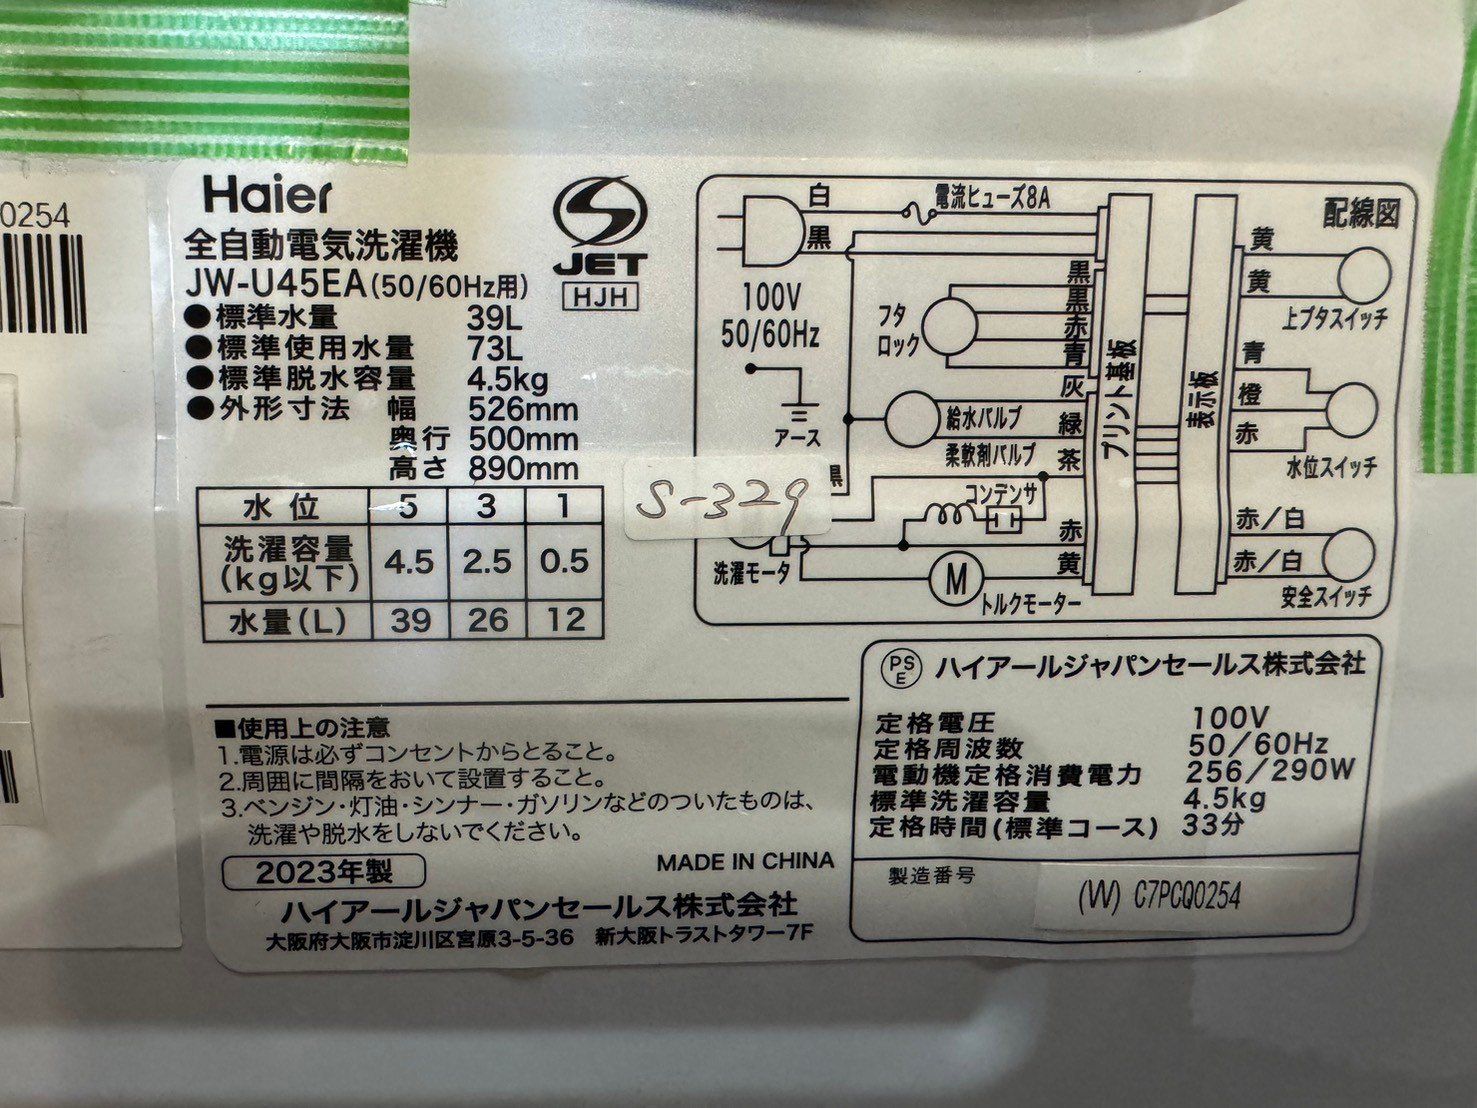 0254
Haier
全自動電気洗濯機
JW-U45EA(50/60Hz用)
●標準水量 39L
●標準使用水量 73L
●標準脱水容量 4.5kg
●外形寸法 幅 526mm
奥行 500mm
高さ 890mm
S JET
HJH
水位 5 3 1
洗濯容量(kg以下) 4.5 2.5 0.5
水量(L) 39 26 12
S-329
配線図
白
黒
電流ヒューズ8A
100V
50/60Hz
アース
フタロック
黒
黒
赤
青
灰
給水バルブ
緑
柔軟剤バルブ
茶
黒
コンデンサ
赤
洗濯モータ
黄
M
トルクモーター
プリント基板
表示板
黄
黄
上ブタスイッチ
青
橙
赤
水位スイッチ
赤/白
赤/白
安全スイッチ
■使用上の注意
1.電源は必ずコンセントからとること。
2.周囲に間隔をおいて設置すること。
3.ベンジン・灯油・シンナー・ガソリンなどのついたものは、
洗濯や脱水をしないでください。
2023年製
MADE IN CHINA
ハイアールジャパンセールス株式会社
大阪府大阪市淀川区宮原3-5-36 新大阪トラストタワー7F
PSE ハイアールジャパンセールス株式会社
定格電圧 100V
定格周波数 50/60Hz
電動機定格消費電力 256/290W
標準洗濯容量 4.5kg
定格時間(標準コース) 33分
製造番号 (W) C7PCQ0254